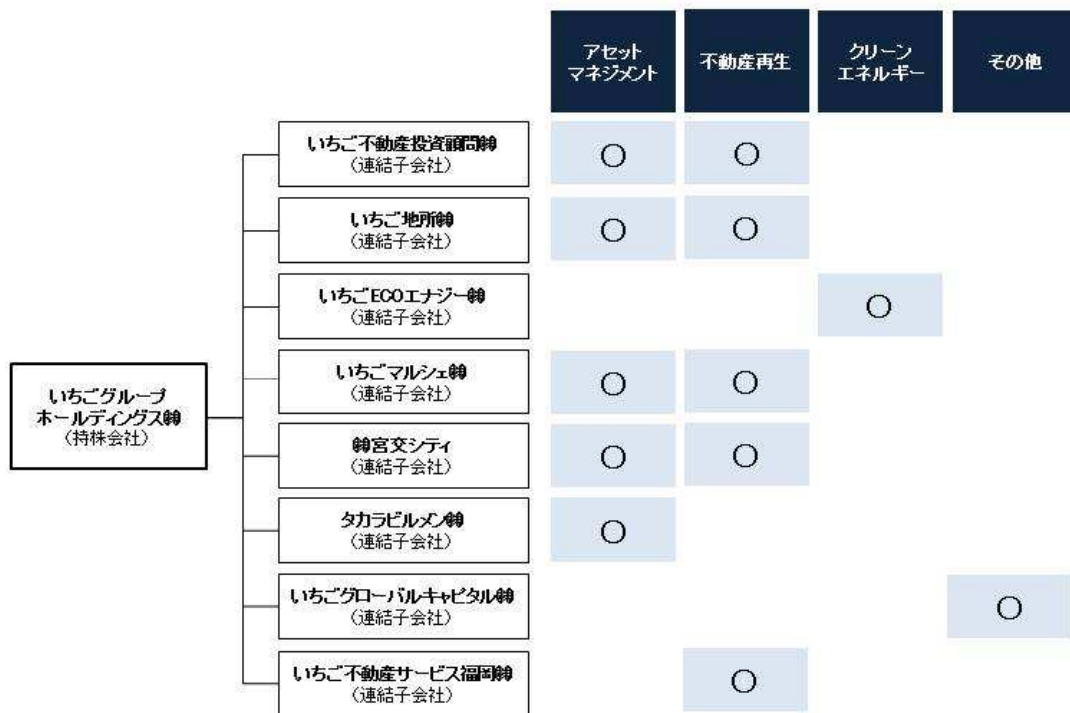 アセット
マネジメント
不動産再生
クリーン
エネルギー
その他
いちご不動産投資顧問㈱
（連結子会社）
○ ○
いちご地所㈱
（連結子会社）
○ ○
いちごECOエナジー㈱
（連結子会社）
○
いちごグループ
ホールディングス㈱
（持株会社）
いちごマルシェ㈱
（連結子会社）
○ ○
㈱宮交シティ
（連結子会社）
○ ○
タカラビルメン㈱
（連結子会社）
○
いちごグローバルキャピタル㈱
（連結子会社）
○
いちご不動産サービス福岡㈱
（連結子会社）
○